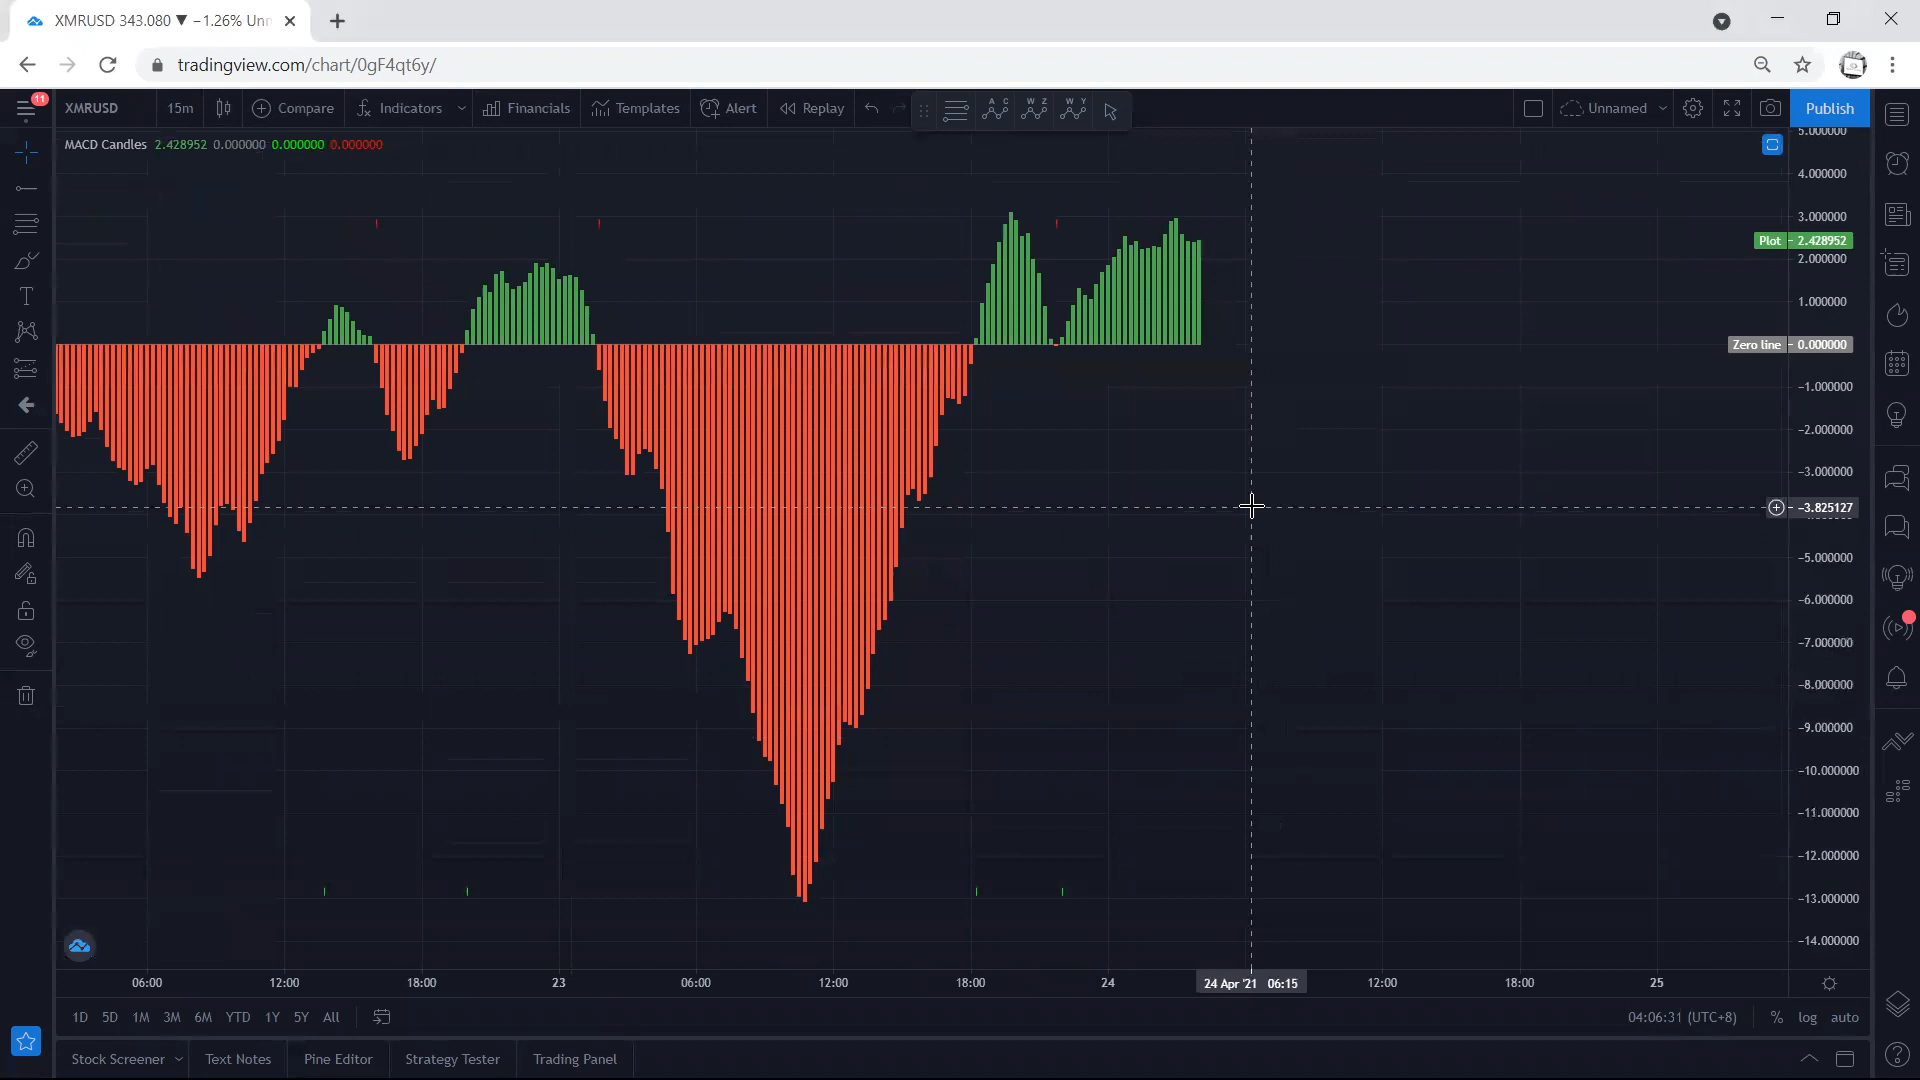 XMRUSD 343.080 ▼ −1.26% Unn
tradingview.com/chart/0gF4qt6y/
11
XMRUSD 15m Compare Indicators Financials Templates Alert Replay Unnamed Publish
A C W Z W Y
MACD Candles 2.428952 0.000000 0.000000 0.000000
5.000000
4.000000
3.000000
Plot 2.428952
2.000000
1.000000
Zero line 0.000000
−1.000000
−2.000000
−3.000000
−3.825127
−5.000000
−6.000000
−7.000000
−8.000000
−9.000000
−10.000000
−11.000000
−12.000000
−13.000000
−14.000000
06:00 12:00 18:00 23 06:00 12:00 18:00 24 24 Apr '21 06:15 12:00 18:00 25
1D 5D 1M 3M 6M YTD 1Y 5Y All 04:06:31 (UTC+8) % log auto
Stock Screener Text Notes Pine Editor Strategy Tester Trading Panel